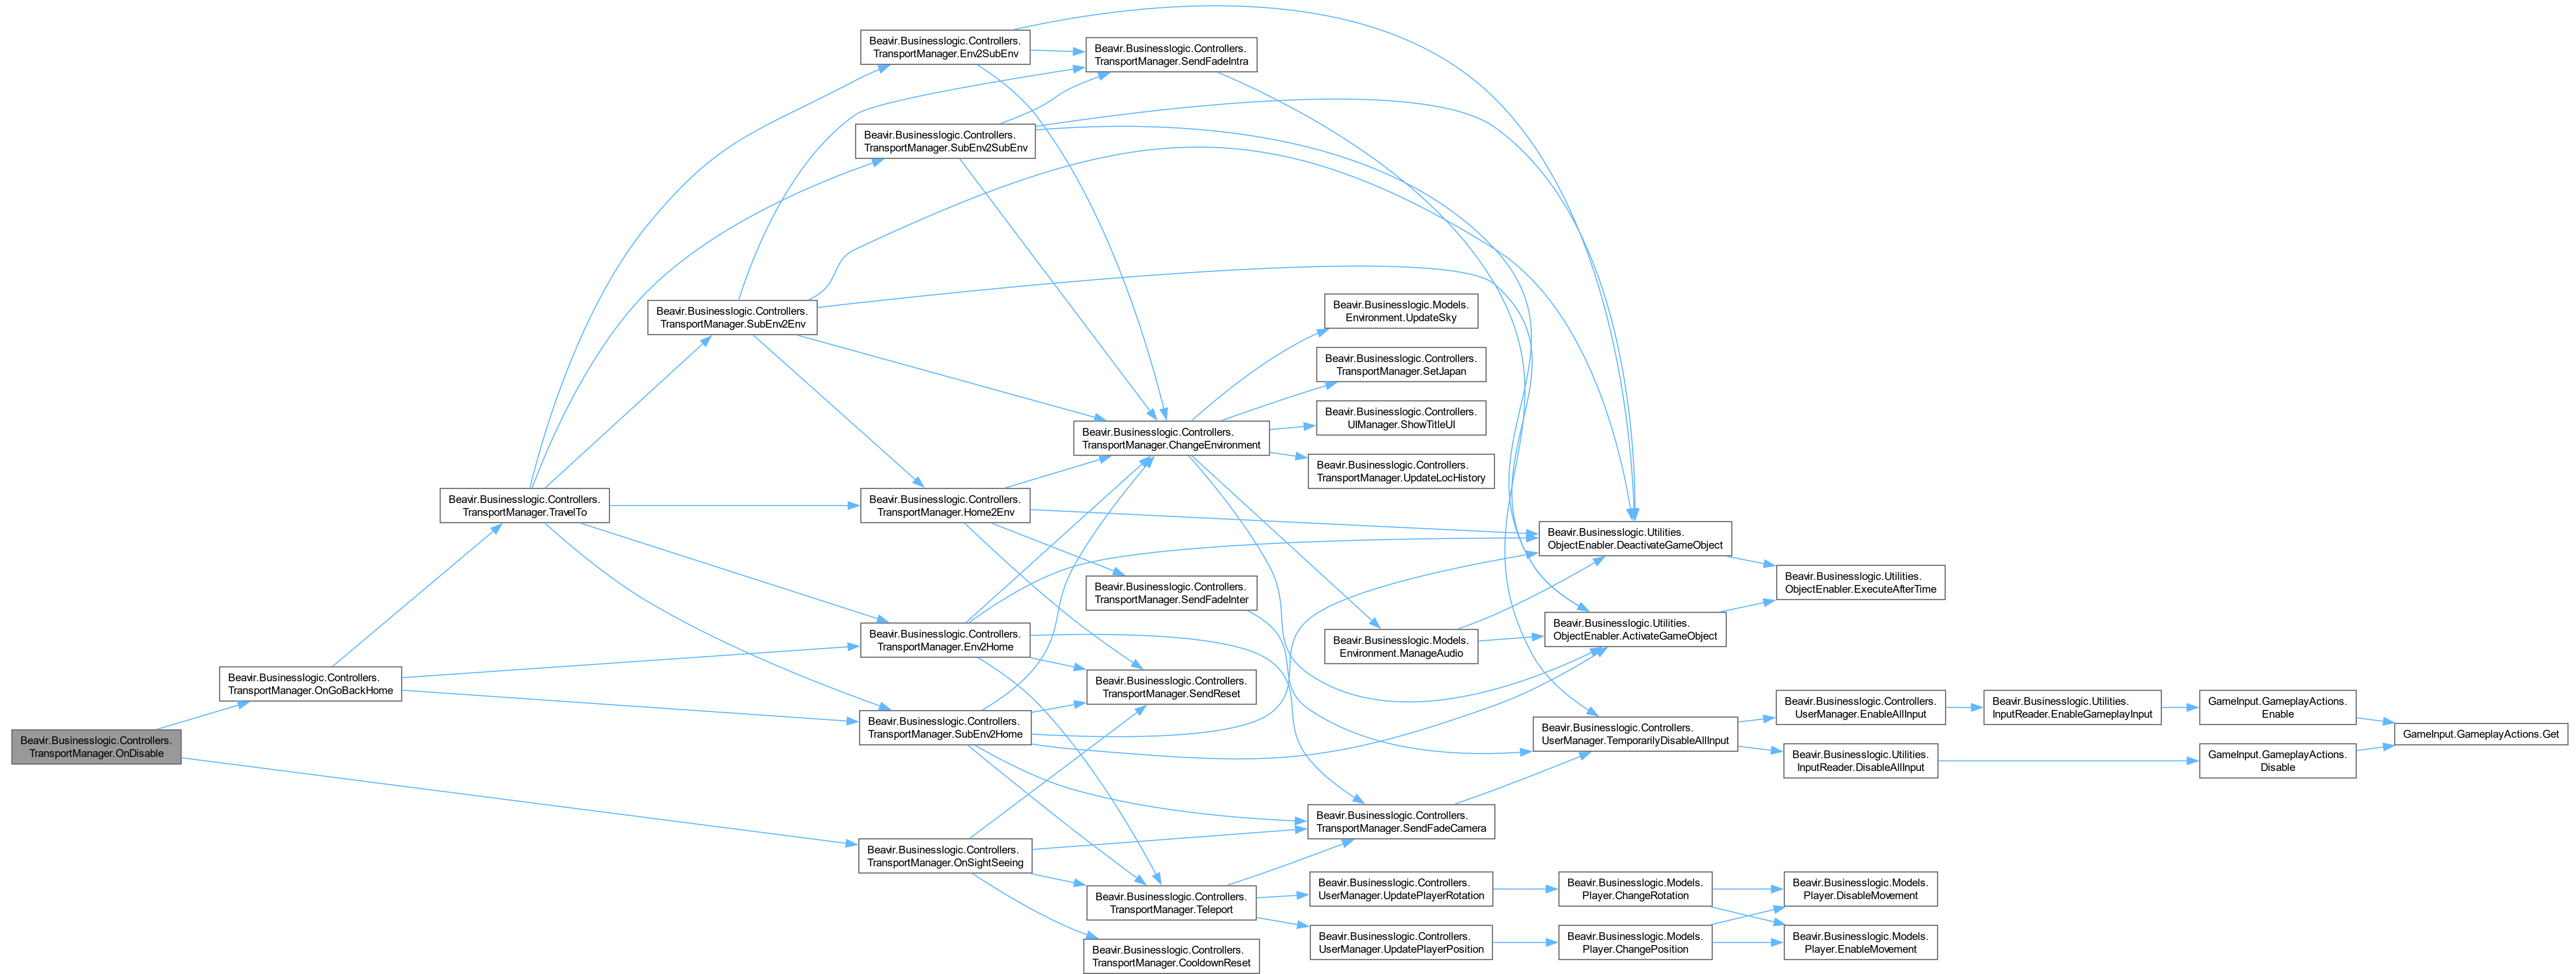 Beavir.Businesslogic.Controllers.
TransportManager.OnDisable
Beavir.Businesslogic.Controllers.
TransportManager.OnGoBackHome
Beavir.Businesslogic.Controllers.
TransportManager.TravelTo
Beavir.Businesslogic.Controllers.
TransportManager.SubEnv2Env
Beavir.Businesslogic.Controllers.
TransportManager.Env2SubEnv
Beavir.Businesslogic.Controllers.
TransportManager.SubEnv2SubEnv
Beavir.Businesslogic.Controllers.
TransportManager.Home2Env
Beavir.Businesslogic.Controllers.
TransportManager.Env2Home
Beavir.Businesslogic.Controllers.
TransportManager.SubEnv2Home
Beavir.Businesslogic.Controllers.
TransportManager.OnSightSeeing
Beavir.Businesslogic.Controllers.
TransportManager.SendFadeIntra
Beavir.Businesslogic.Controllers.
TransportManager.ChangeEnvironment
Beavir.Businesslogic.Controllers.
TransportManager.SendFadeInter
Beavir.Businesslogic.Controllers.
TransportManager.SendReset
Beavir.Businesslogic.Controllers.
TransportManager.Teleport
Beavir.Businesslogic.Controllers.
TransportManager.CooldownReset
Beavir.Businesslogic.Models.
Environment.UpdateSky
Beavir.Businesslogic.Controllers.
TransportManager.SetJapan
Beavir.Businesslogic.Controllers.
UIManager.ShowTitleUI
Beavir.Businesslogic.Controllers.
TransportManager.UpdateLocHistory
Beavir.Businesslogic.Models.
Environment.ManageAudio
Beavir.Businesslogic.Controllers.
TransportManager.SendFadeCamera
Beavir.Businesslogic.Controllers.
UserManager.UpdatePlayerRotation
Beavir.Businesslogic.Controllers.
UserManager.UpdatePlayerPosition
Beavir.Businesslogic.Utilities.
ObjectEnabler.DeactivateGameObject
Beavir.Businesslogic.Utilities.
ObjectEnabler.ActivateGameObject
Beavir.Businesslogic.Controllers.
UserManager.TemporarilyDisableAllInput
Beavir.Businesslogic.Models.
Player.ChangeRotation
Beavir.Businesslogic.Models.
Player.ChangePosition
Beavir.Businesslogic.Utilities.
ObjectEnabler.ExecuteAfterTime
Beavir.Businesslogic.Controllers.
UserManager.EnableAllInput
Beavir.Businesslogic.Utilities.
InputReader.DisableAllInput
Beavir.Businesslogic.Models.
Player.DisableMovement
Beavir.Businesslogic.Models.
Player.EnableMovement
Beavir.Businesslogic.Utilities.
InputReader.EnableGameplayInput
GameInput.GameplayActions.
Enable
GameInput.GameplayActions.
Disable
GameInput.GameplayActions.Get